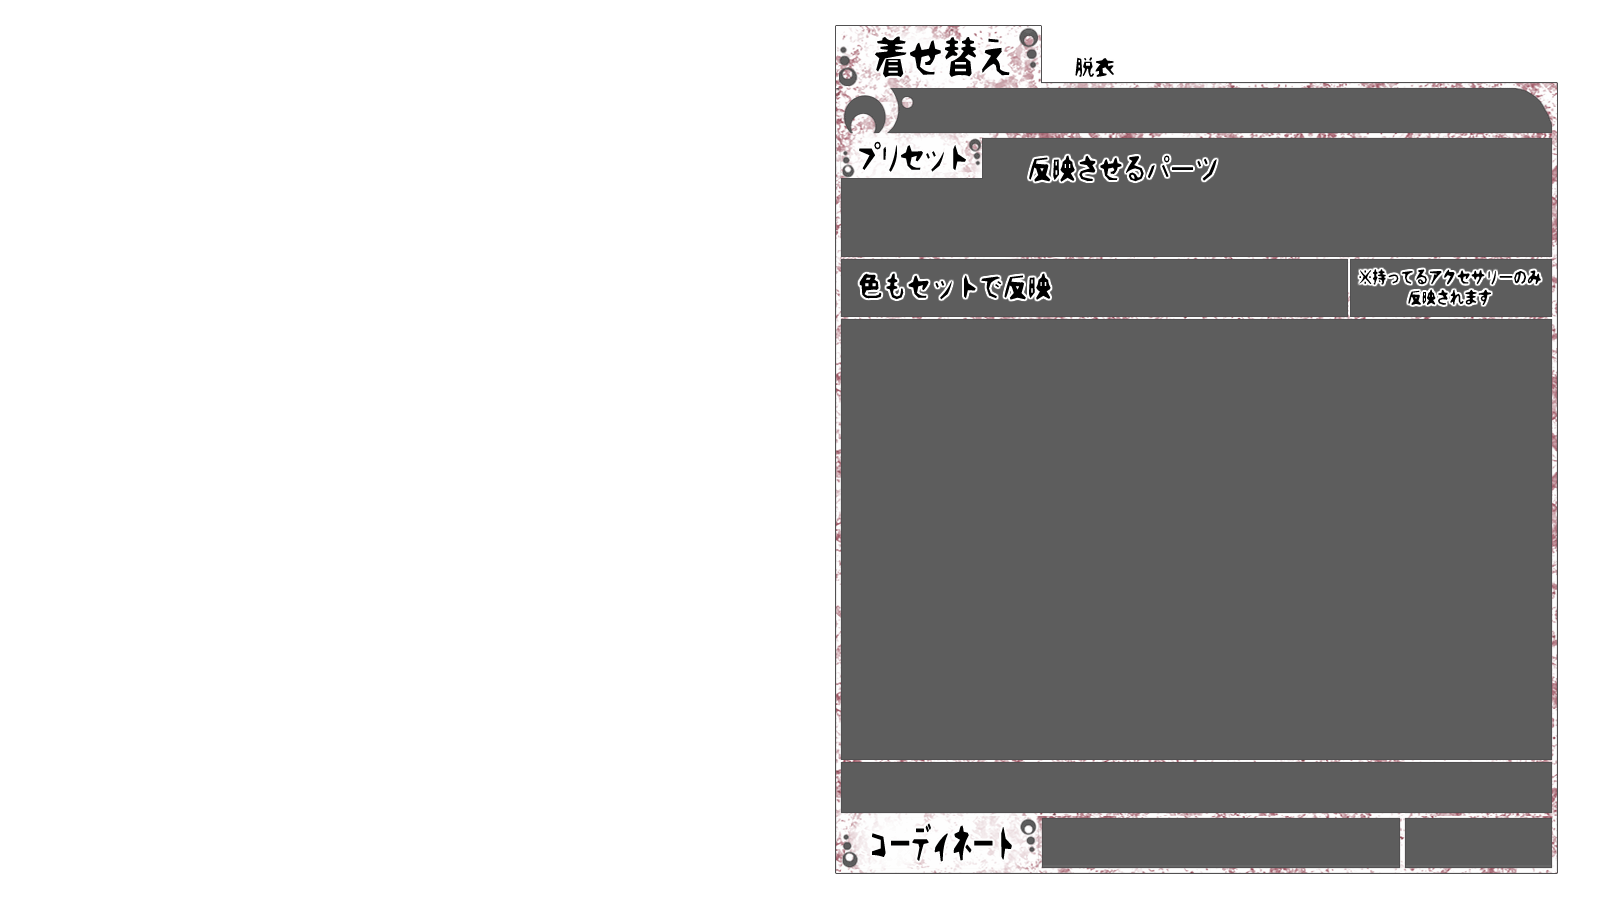 着せ替え
脱衣
プリセット
反映させるパーツ
色もセットで反映
※持ってるアクセサリーのみ
反映されます
コーディネート